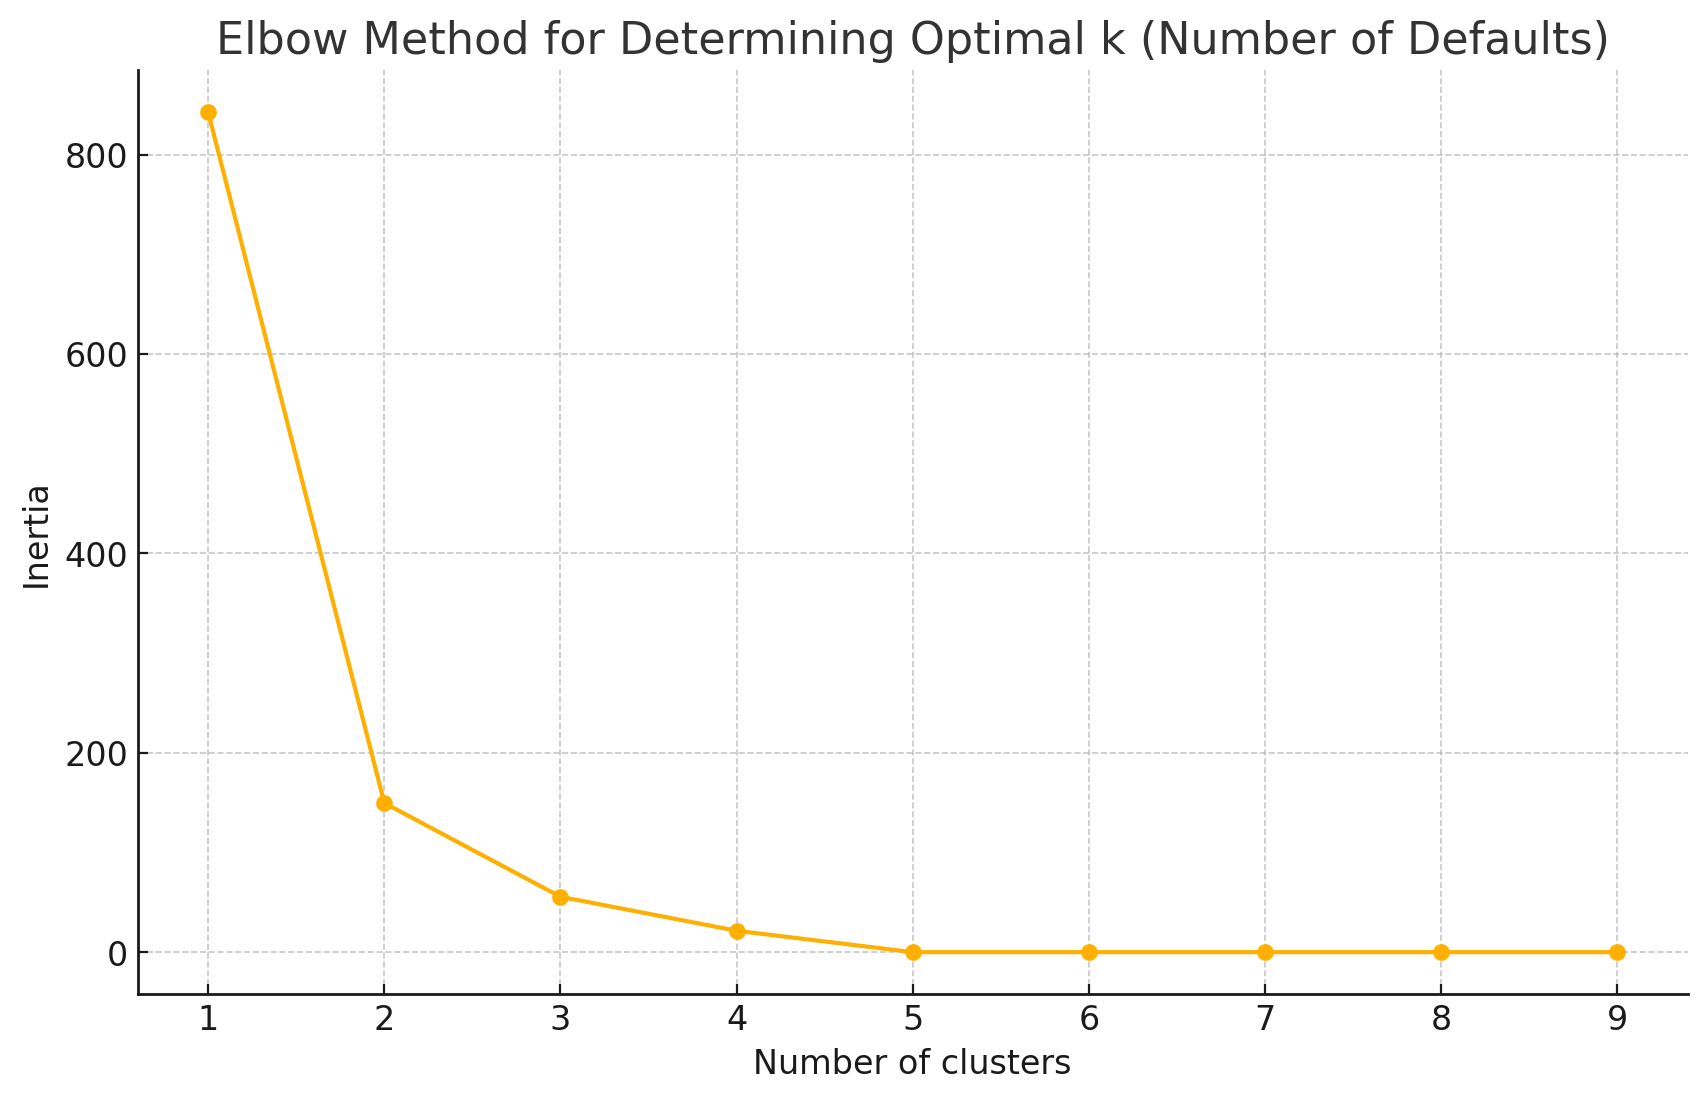 Elbow Method for Determining Optimal k (Number of Defaults)
Inertia
800
600
400
200
0
1 2 3 4 5 6 7 8 9
Number of clusters